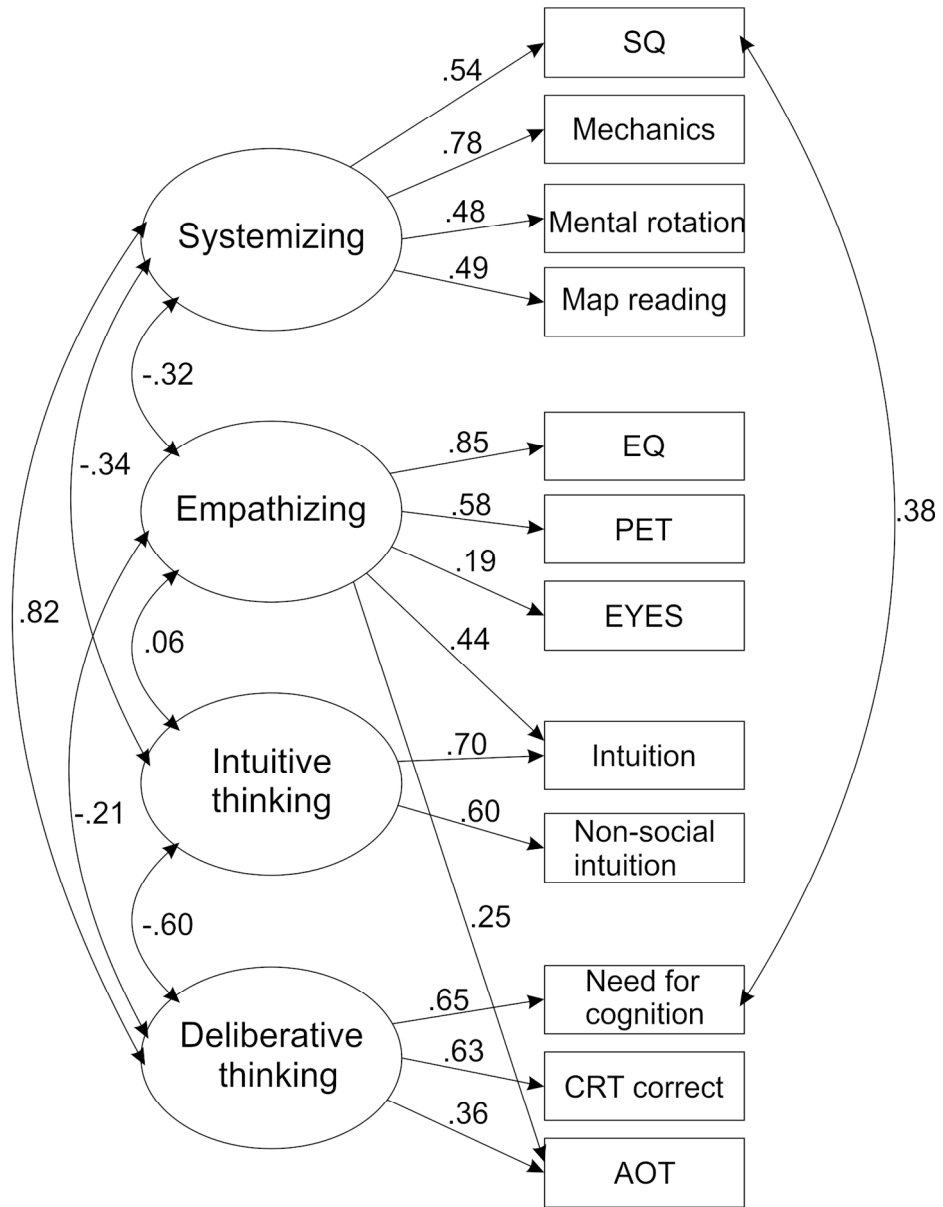 SQ
.54
Mechanics
.78
Mental rotation
.48
Systemizing
.49
Map reading
-.32
EQ
.85
-.34
Empathizing
.58
PET
.38
.19
EYES
.82
.06
.44
Intuition
.70
Intuitive
thinking
-.21
.60
Non-social
intuition
.25
-.60
Need for
cognition
.65
Deliberative
thinking
.63
CRT correct
.36
AOT